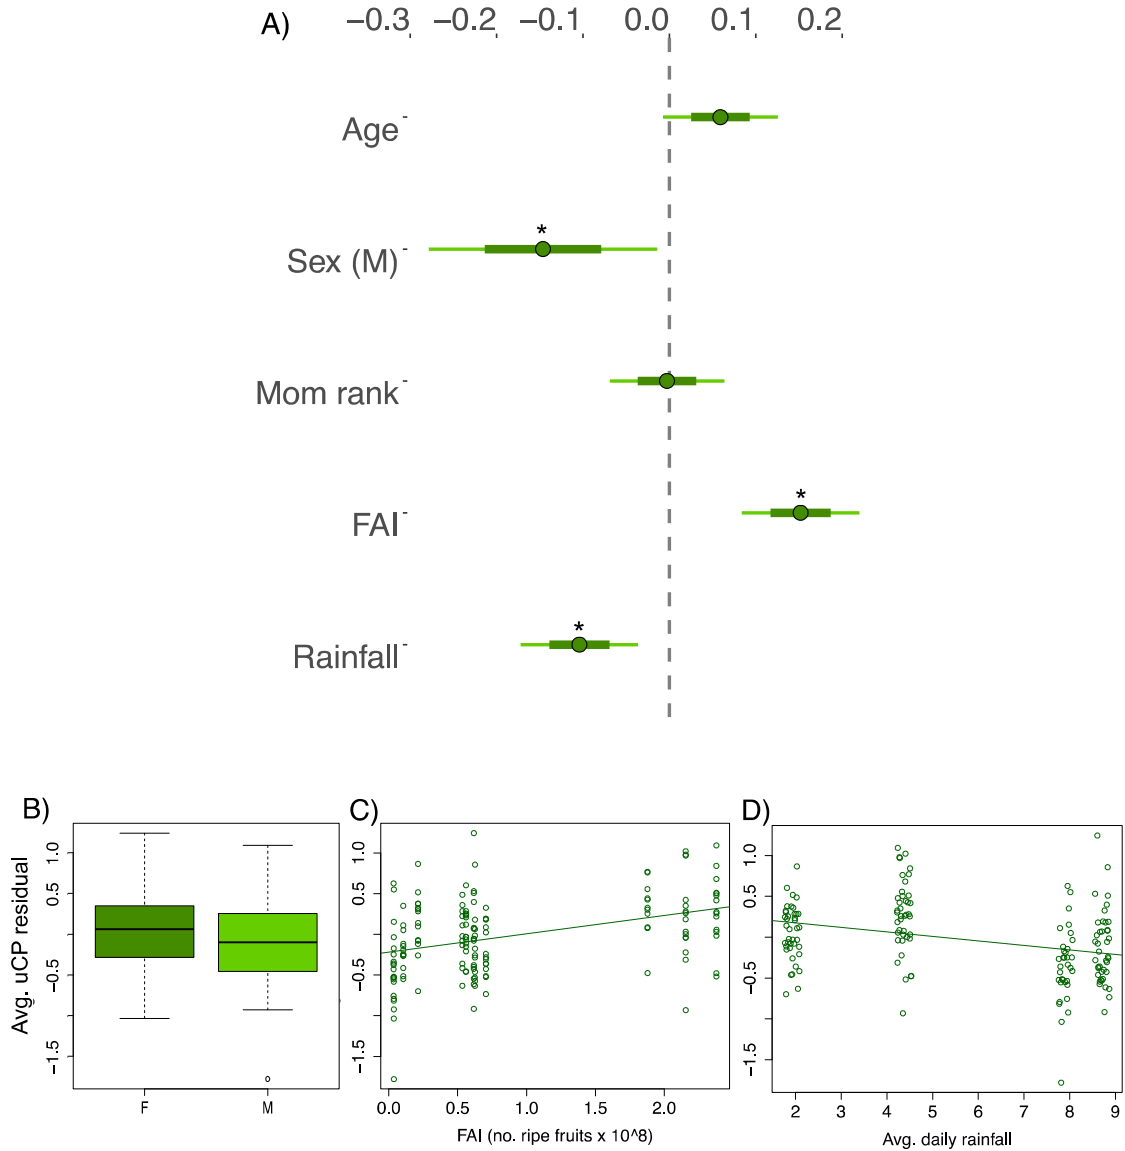 A)
−0.3 −0.2 −0.1 0.0 0.1 0.2
Age
*
Sex (M)
Mom rank
*
FAI
*
Rainfall
B)
Avg. uCP residual
1.0
0.5
−0.5
−1.5
F M
C)
1.0
0.5
−0.5
−1.5
0.0 0.5 1.0 1.5 2.0
FAI (no. ripe fruits x 10^8)
D)
1.0
0.5
−0.5
−1.5
2 3 4 5 6 7 8 9
Avg. daily rainfall